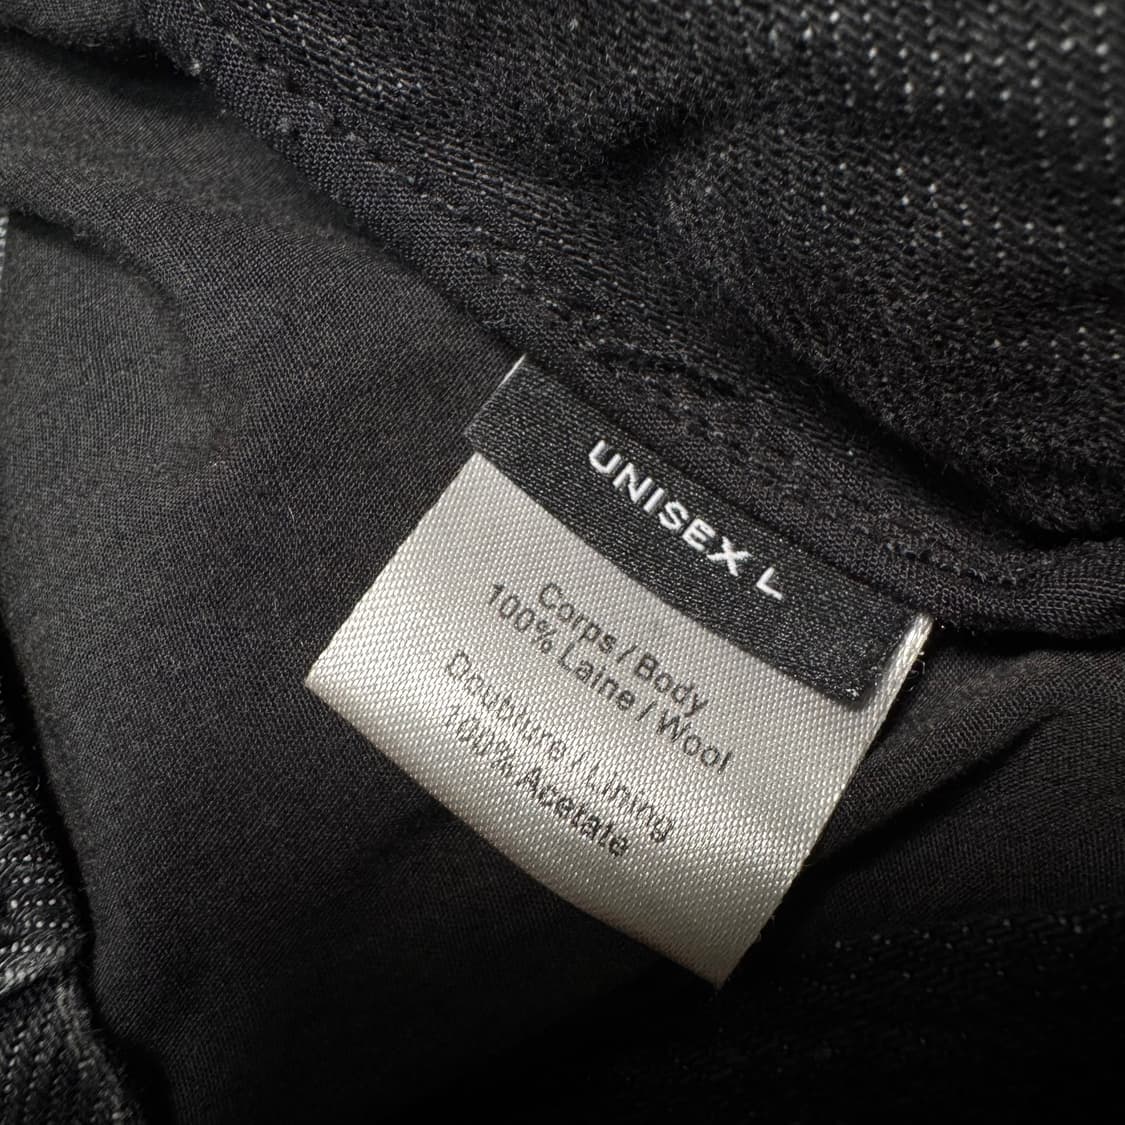 UNISEX L
Corps / Body
100% Laine / Wool
Doublure / Lining
100% Acetate